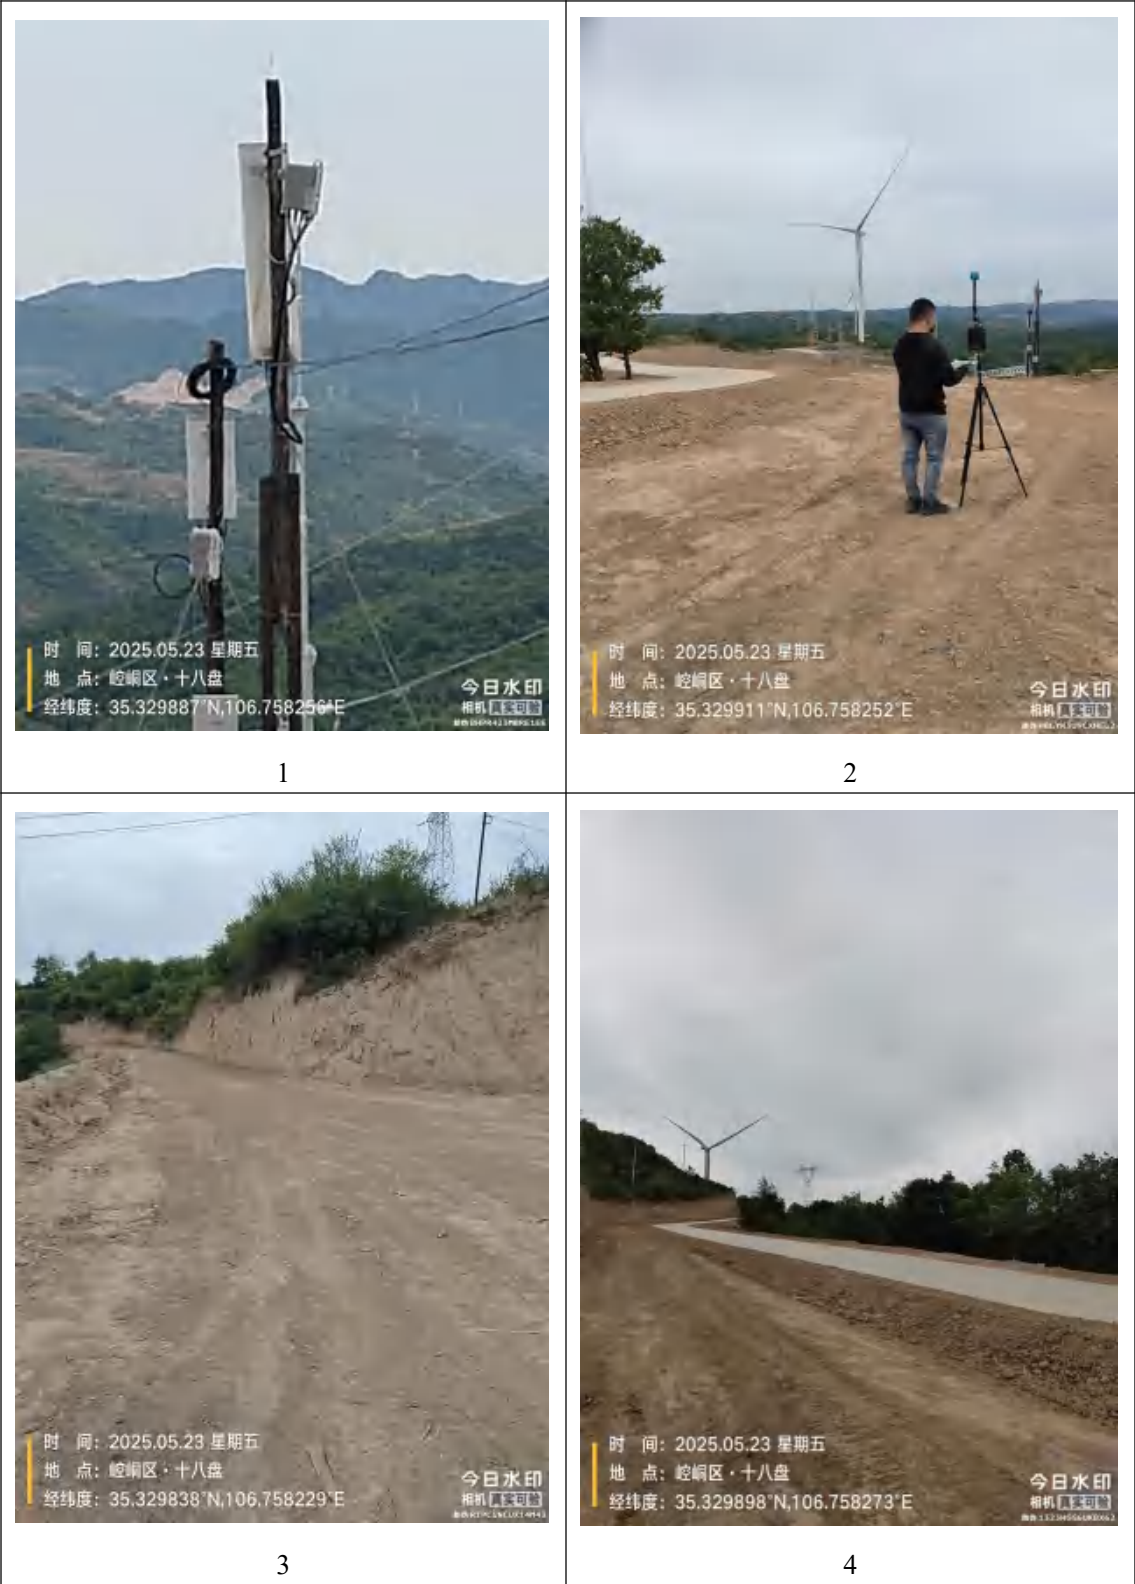 时 间：2025.05.23 星期五
地 点：崆峒区·十八盘
经纬度：35.329887°N,106.758256°E
今日水印
相机 真实可验
1
时 间：2025.05.23 星期五
地 点：崆峒区·十八盘
经纬度：35.329911°N,106.758252°E
今日水印
相机 真实可验
2
时 间：2025.05.23 星期五
地 点：崆峒区·十八盘
经纬度：35.329838°N,106.758229°E
今日水印
相机 真实可验
3
时 间：2025.05.23 星期五
地 点：崆峒区·十八盘
经纬度：35.329898°N,106.758273°E
今日水印
相机 真实可验
4